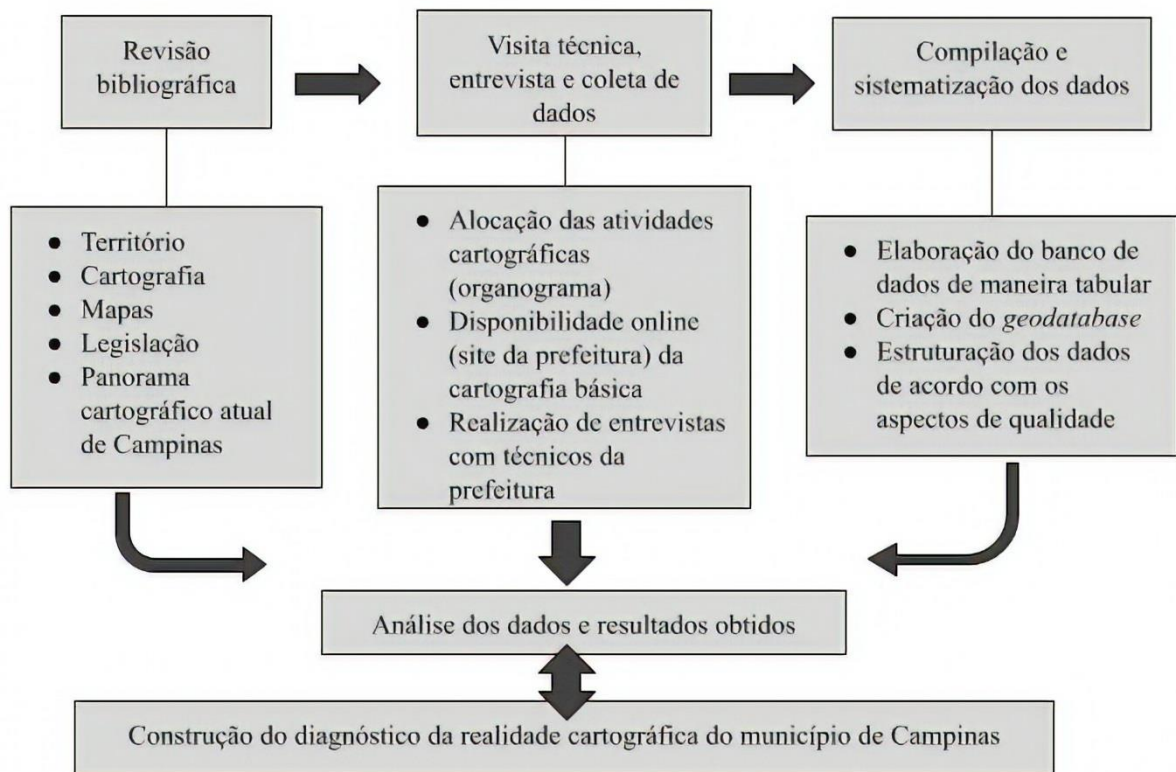 Revisão
bibliográfica
Visita técnica,
entrevista e coleta de
dados
Compilação e
sistematização dos dados
● Território
● Cartografia
● Mapas
● Legislação
● Panorama
cartográfico atual
de Campinas
● Alocação das atividades
cartográficas
(organograma)
● Disponibilidade online
(site da prefeitura) da
cartografia básica
● Realização de entrevistas
com técnicos da
prefeitura
● Elaboração do banco de
dados de maneira tabular
● Criação do geodatabase
● Estruturação dos dados
de acordo com os
aspectos de qualidade
Análise dos dados e resultados obtidos
Construção do diagnóstico da realidade cartográfica do município de Campinas